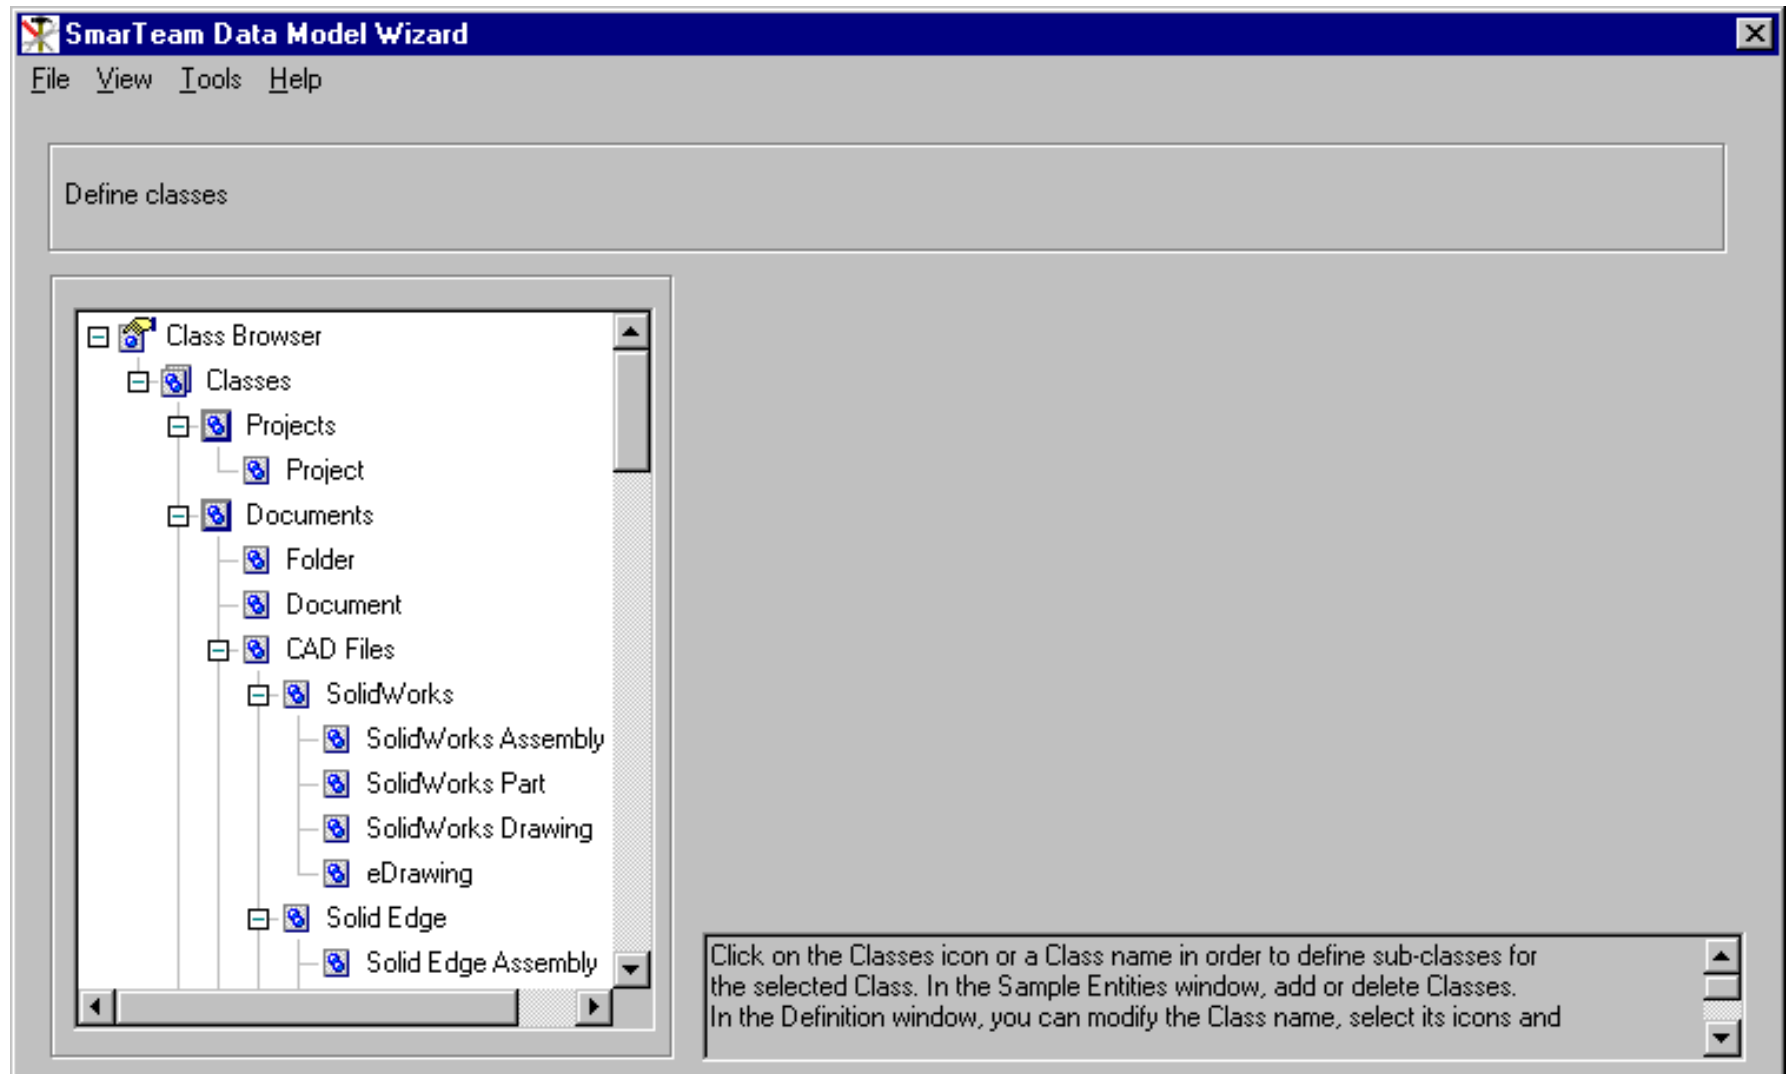 SmarTeam Data Model Wizard
File View Tools Help
Define classes
Class Browser
Classes
Projects
Project
Documents
Folder
Document
CAD Files
SolidWorks
SolidWorks Assembly
SolidWorks Part
SolidWorks Drawing
eDrawing
Solid Edge
Solid Edge Assembly
Click on the Classes icon or a Class name in order to define sub-classes for
the selected Class. In the Sample Entities window, add or delete Classes.
In the Definition window, you can modify the Class name, select its icons and